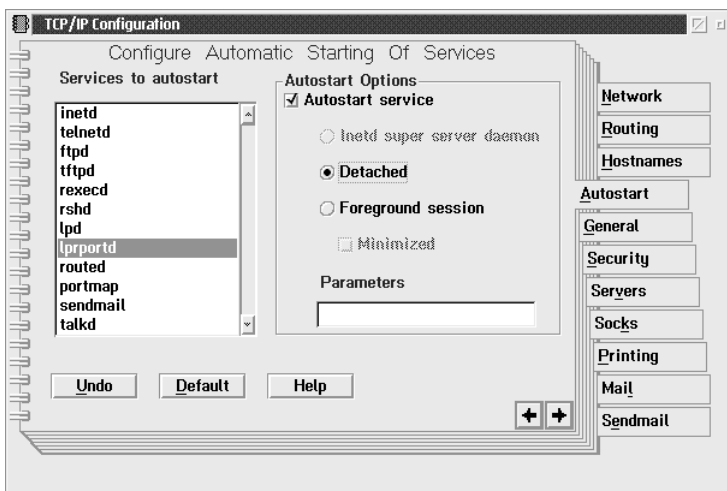 TCP/IP Configuration
Configure Automatic Starting Of Services
Services to autostart
inetd
telnetd
ftpd
tftpd
rexecd
rshd
lpd
lprportd
routed
portmap
sendmail
talkd
Autostart Options
Autostart service
Inetd super server daemon
Detached
Foreground session
Minimized
Parameters
Undo
Default
Help
Network
Routing
Hostnames
Autostart
General
Security
Servers
Socks
Printing
Mail
Sendmail